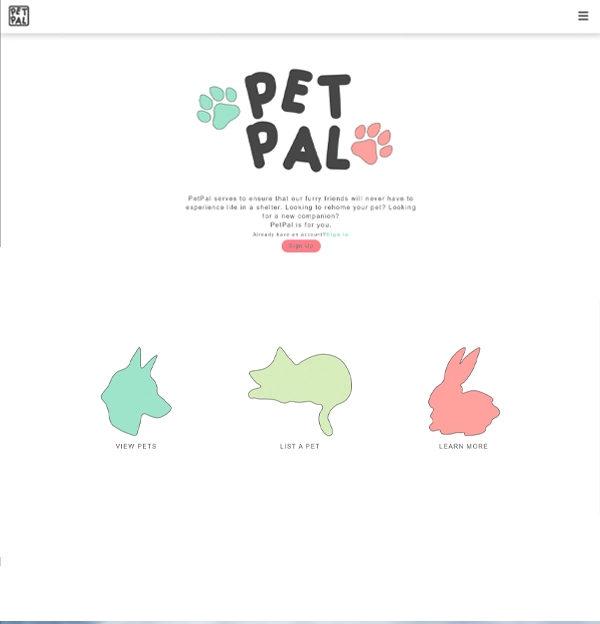 PET
PAL
PET
PAL
PetPal serves to ensure that our furry friends will never have to
experience life in a shelter. Looking to rehome your pet? Looking
for a new companion?
PetPal is for you.
Already have an account?Sign in
Sign Up
VIEW PETS
LIST A PET
LEARN MORE